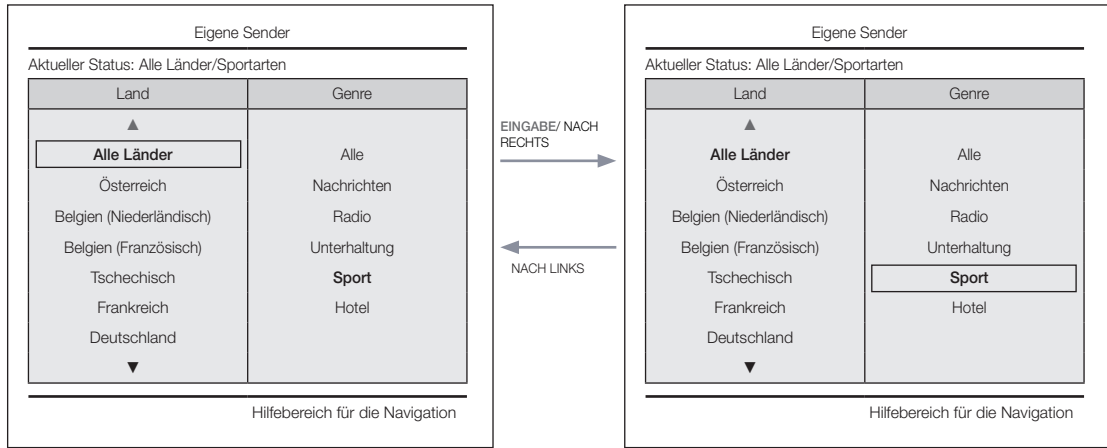 Eigene Sender
Aktueller Status: Alle Länder/Sportarten
Land Genre
▲
Alle Länder Alle
Österreich Nachrichten
Belgien (Niederländisch) Radio
Belgien (Französisch) Unterhaltung
Tschechisch Sport
Frankreich Hotel
Deutschland
▼
Hilfebereich für die Navigation
EINGABE/ NACH
RECHTS
NACH LINKS
Eigene Sender
Aktueller Status: Alle Länder/Sportarten
Land Genre
▲
Alle Länder Alle
Österreich Nachrichten
Belgien (Niederländisch) Radio
Belgien (Französisch) Unterhaltung
Tschechisch Sport
Frankreich Hotel
Deutschland
▼
Hilfebereich für die Navigation